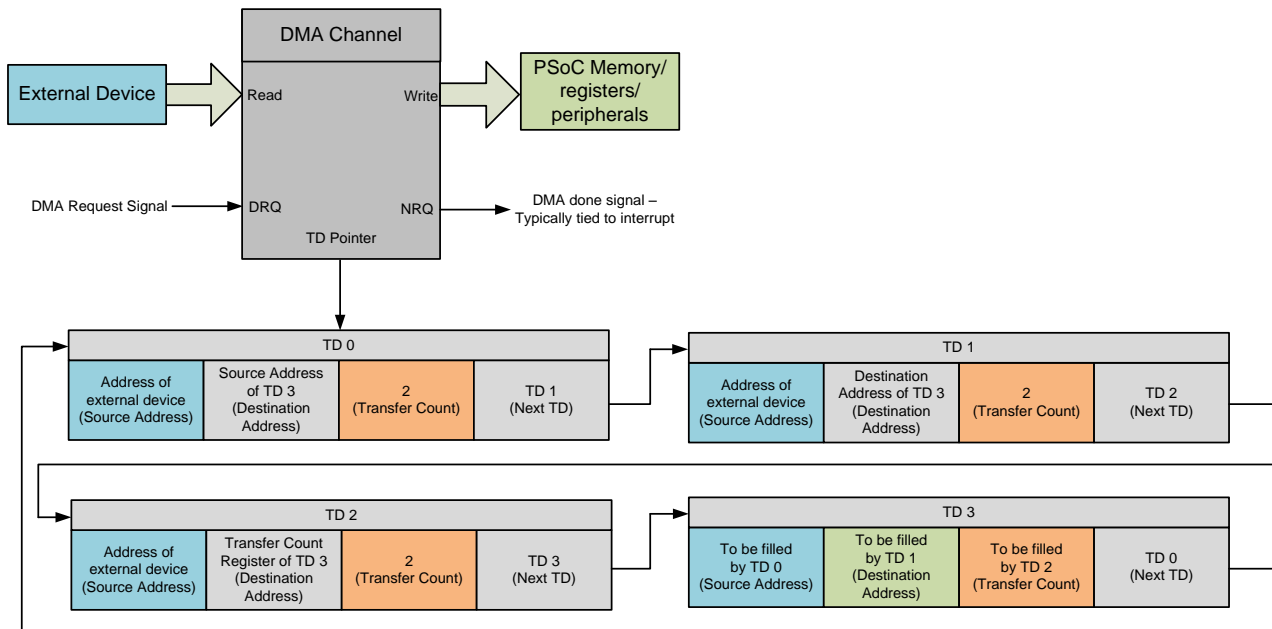 DMA Channel
External Device
Read
Write
PSoC Memory/
registers/
peripherals
DMA Request Signal
DRQ
NRQ
DMA done signal –
Typically tied to interrupt
TD Pointer
TD 0
Address of
external device
(Source Address)
Source Address
of TD 3
(Destination
Address)
2
(Transfer Count)
TD 1
(Next TD)
TD 1
Address of
external device
(Source Address)
Destination
Address of TD 3
(Destination
Address)
2
(Transfer Count)
TD 2
(Next TD)
TD 2
Address of
external device
(Source Address)
Transfer Count
Register of TD 3
(Destination
Address)
2
(Transfer Count)
TD 3
(Next TD)
TD 3
To be filled
by TD 0
(Source Address)
To be filled
by TD 1
(Destination
Address)
To be filled
by TD 2
(Transfer Count)
TD 0
(Next TD)